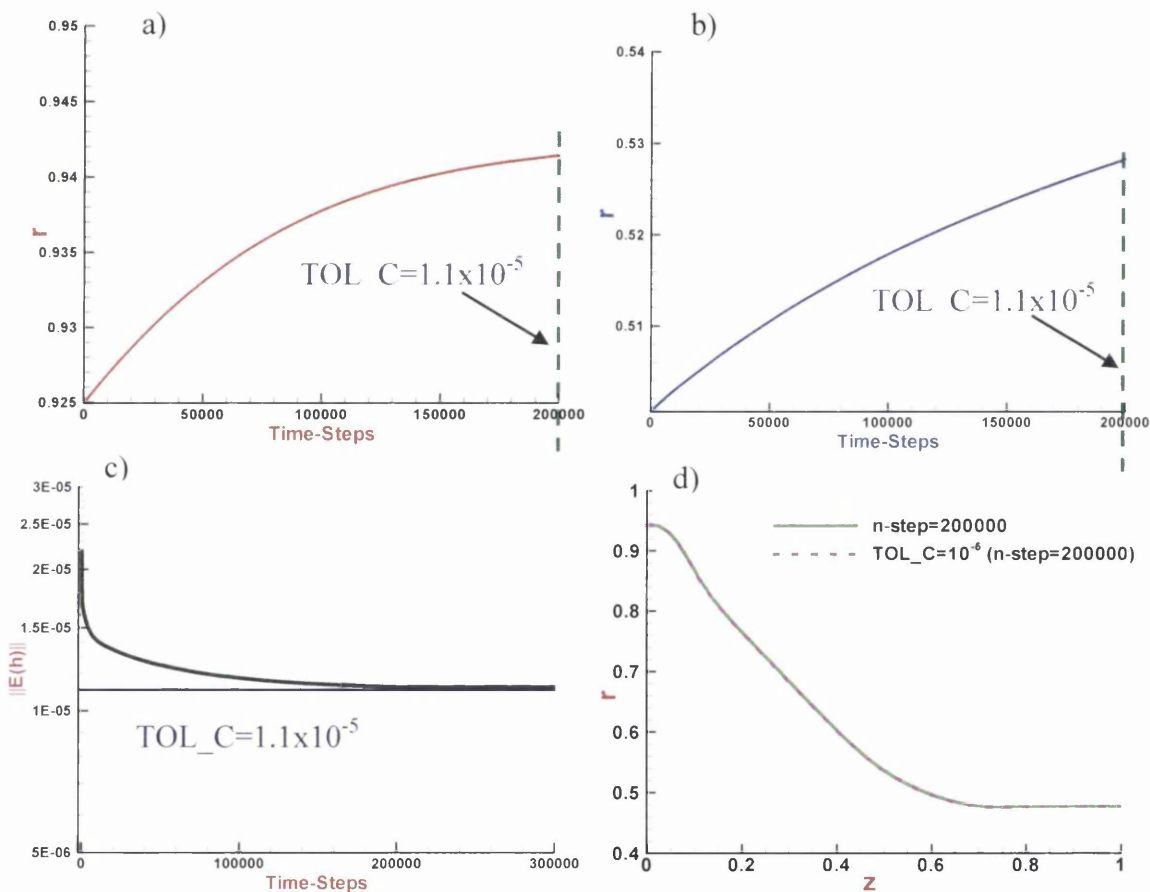 a)
0.95
0.945
0.94
0.935
0.93
0.925
r
TOL C=1.1x10⁻⁵
0 50000 100000 150000 200000
Time-Steps
b)
0.54
0.53
0.52
0.51
r
TOL C=1.1x10⁻⁵
0 50000 100000 150000 200000
Time-Steps
c)
3E-05
2.5E-05
2E-05
1.5E-05
1E-05
5E-06
||E(h)||
TOL_C=1.1x10⁻⁵
0 100000 200000 300000
Time-Steps
d)
1
0.9
0.8
0.7
0.6
0.5
0.4
r
n-step=200000
TOL_C=10⁻⁶ (n-step=200000)
0 0.2 0.4 0.6 0.8 1
z